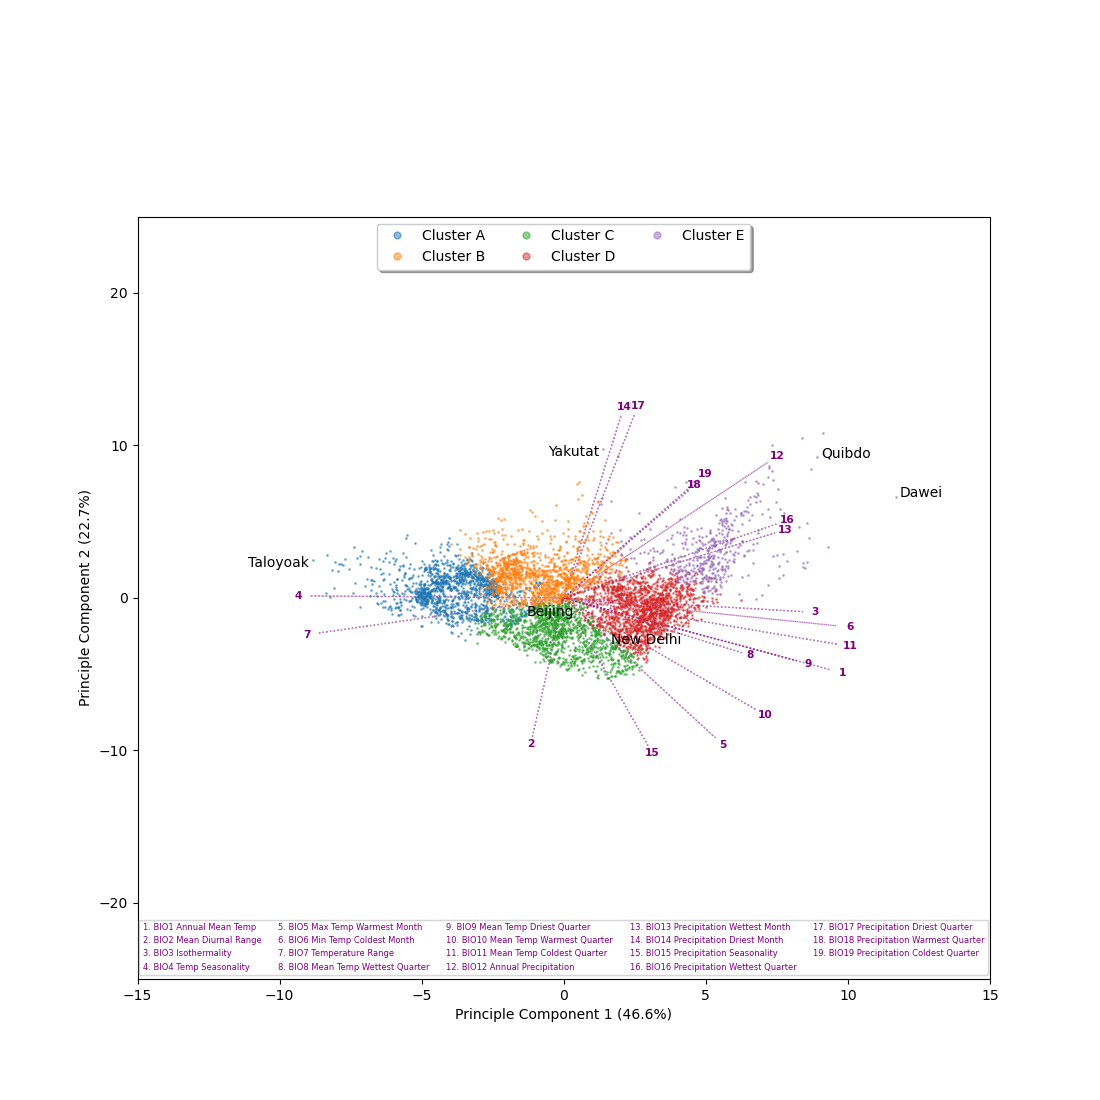 Cluster A Cluster C Cluster E
Cluster B Cluster D
20
14 17
10
Yakutat
Quibdo
12
19
18
Dawei
16
13
Taloyoak
4
0
Beijing
3
6
7
New Delhi
11
8
9
1
10
2
5
15
−10
−20
Principle Component 2 (22.7%)
1. BIO1 Annual Mean Temp 5. BIO5 Max Temp Warmest Month 9. BIO9 Mean Temp Driest Quarter 13. BIO13 Precipitation Wettest Month 17. BIO17 Precipitation Driest Quarter
2. BIO2 Mean Diurnal Range 6. BIO6 Min Temp Coldest Month 10. BIO10 Mean Temp Warmest Quarter 14. BIO14 Precipitation Driest Month 18. BIO18 Precipitation Warmest Quarter
3. BIO3 Isothermality 7. BIO7 Temperature Range 11. BIO11 Mean Temp Coldest Quarter 15. BIO15 Precipitation Seasonality 19. BIO19 Precipitation Coldest Quarter
4. BIO4 Temp Seasonality 8. BIO8 Mean Temp Wettest Quarter 12. BIO12 Annual Precipitation 16. BIO16 Precipitation Wettest Quarter
−15 −10 −5 0 5 10 15
Principle Component 1 (46.6%)